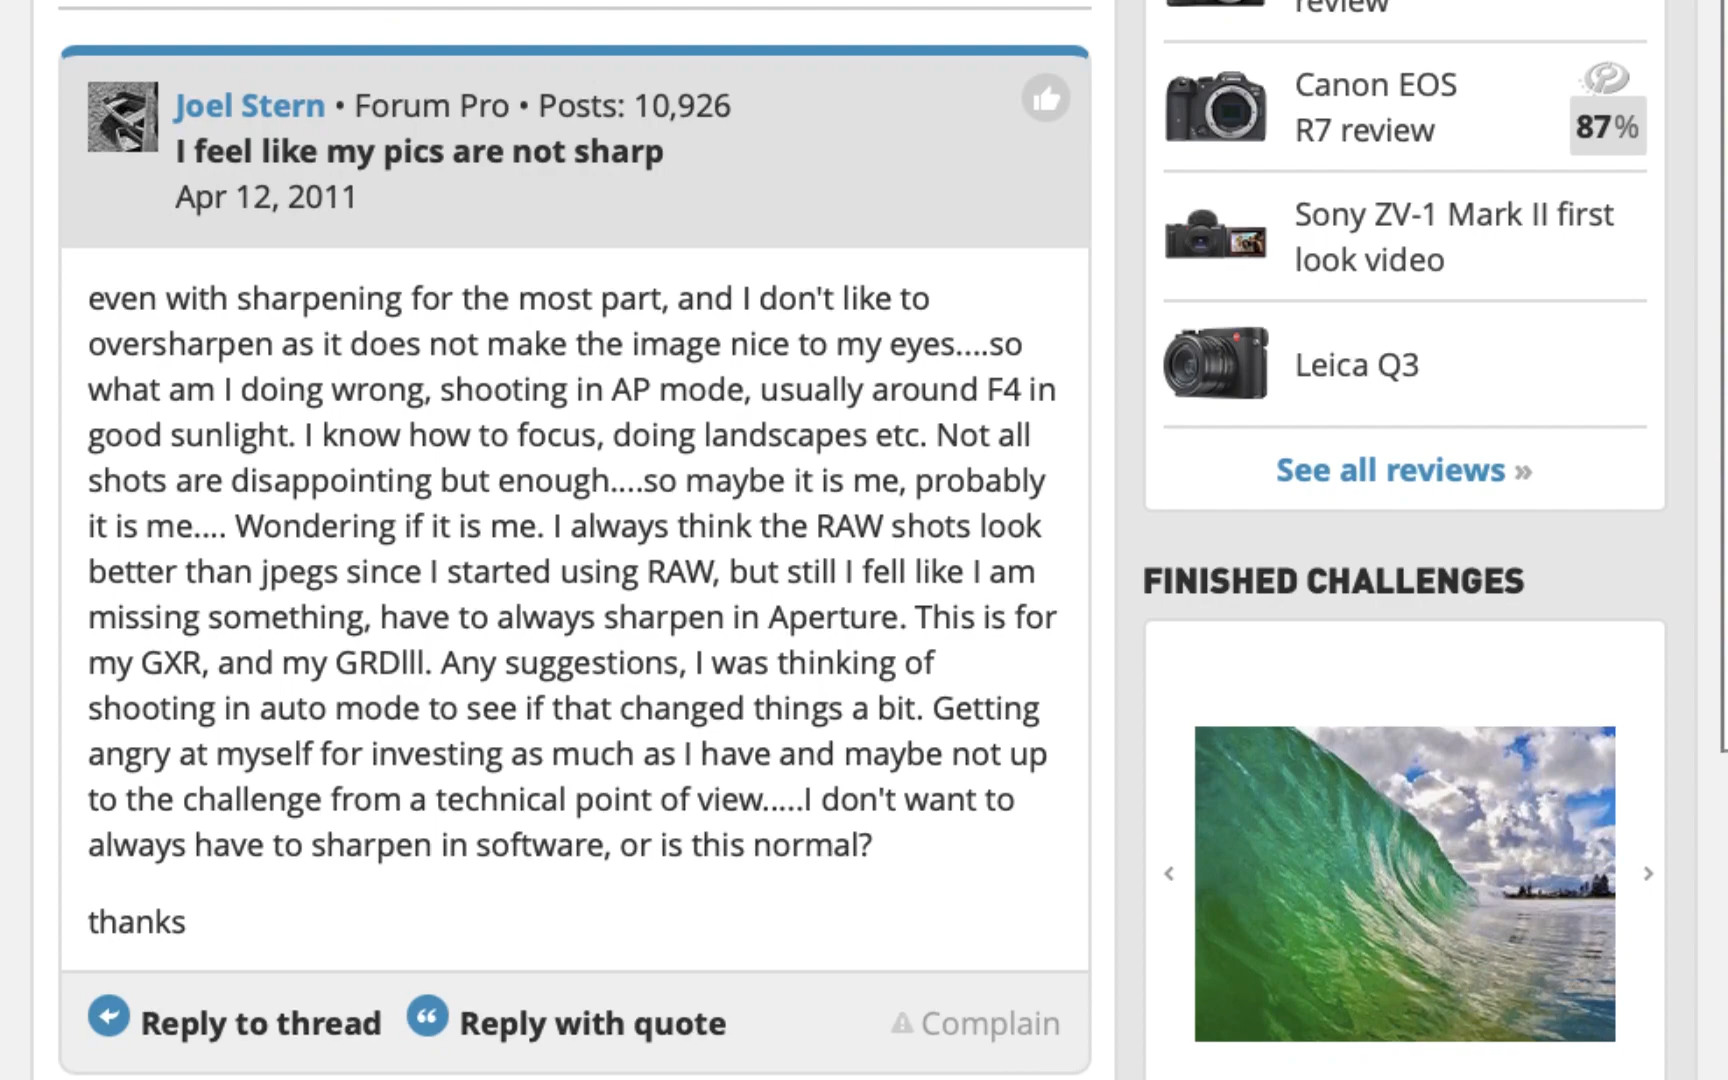 Joel Stern • Forum Pro • Posts: 10,926
I feel like my pics are not sharp
Apr 12, 2011
even with sharpening for the most part, and I don't like to
oversharpen as it does not make the image nice to my eyes....so
what am I doing wrong, shooting in AP mode, usually around F4 in
good sunlight. I know how to focus, doing landscapes etc. Not all
shots are disappointing but enough....so maybe it is me, probably
it is me.... Wondering if it is me. I always think the RAW shots look
better than jpegs since I started using RAW, but still I fell like I am
missing something, have to always sharpen in Aperture. This is for
my GXR, and my GRDlll. Any suggestions, I was thinking of
shooting in auto mode to see if that changed things a bit. Getting
angry at myself for investing as much as I have and maybe not up
to the challenge from a technical point of view.....I don't want to
always have to sharpen in software, or is this normal?
thanks
Reply to thread
Reply with quote
Complain
review
Canon EOS
R7 review
87%
Sony ZV-1 Mark II first
look video
Leica Q3
See all reviews »
FINISHED CHALLENGES